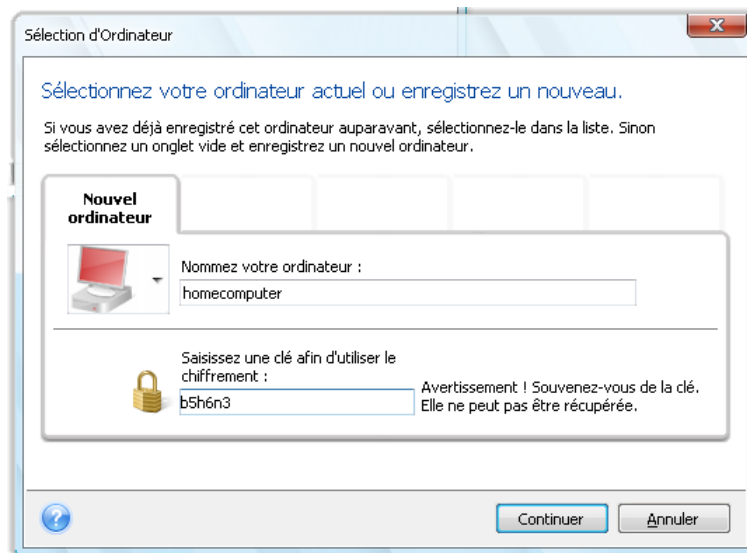 Sélection d'Ordinateur
Sélectionnez votre ordinateur actuel ou enregistrez un nouveau.
Si vous avez déjà enregistré cet ordinateur auparavant, sélectionnez-le dans la liste. Sinon
sélectionnez un onglet vide et enregistrez un nouvel ordinateur.
Nouvel
ordinateur
Nommez votre ordinateur :
homecomputer
Saisissez une clé afin d'utiliser le
chiffrement :
b5h6n3
Avertissement ! Souvenez-vous de la clé.
Elle ne peut pas être récupérée.
Continuer
Annuler